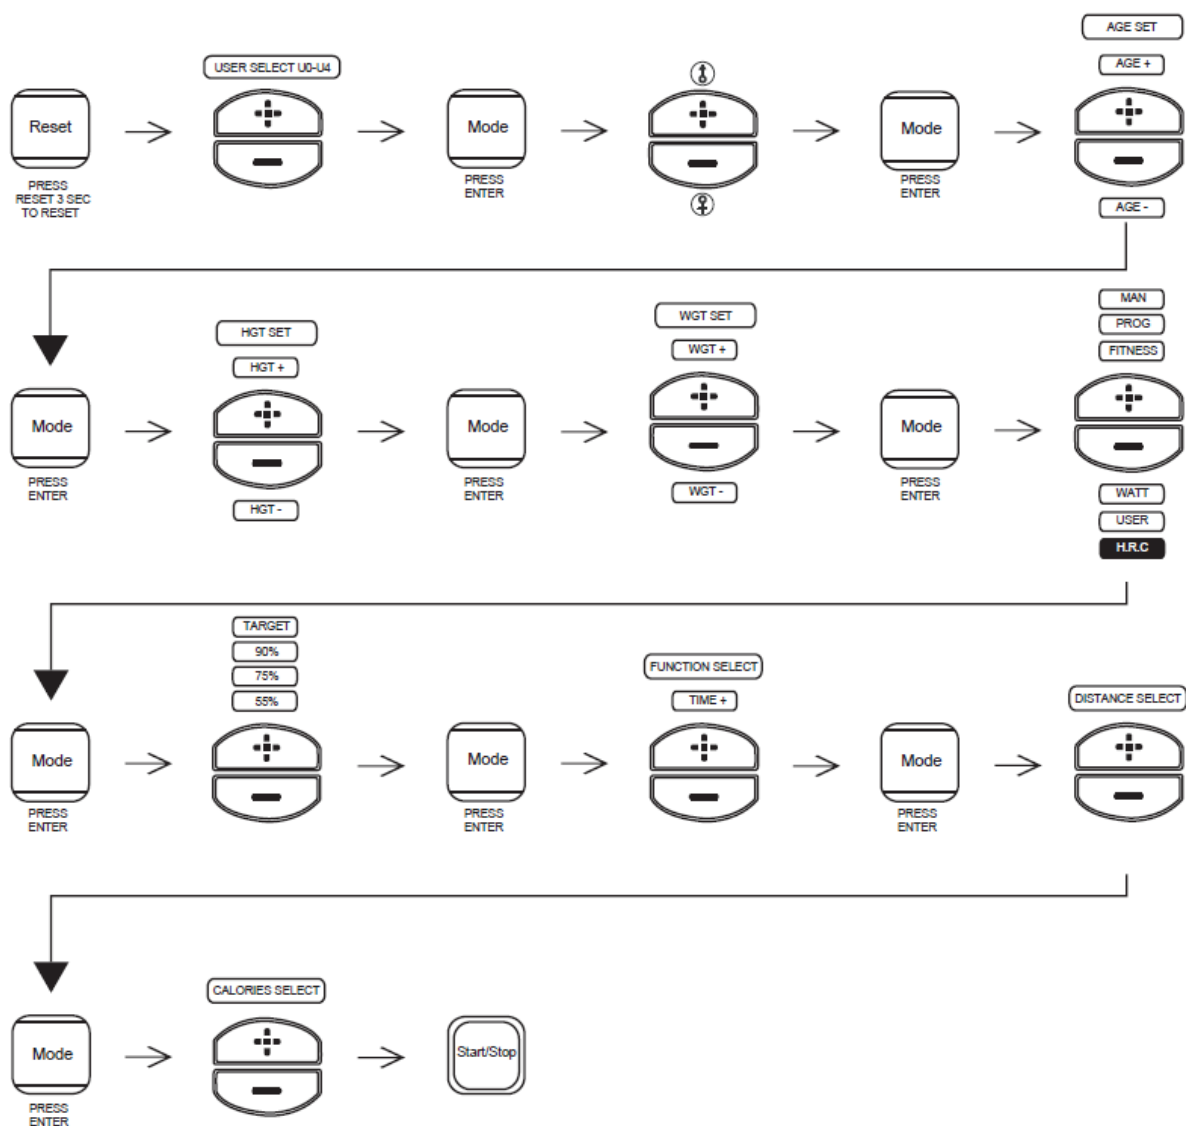 AGE SET
USER SELECT U0-U4
AGE +
Reset
Mode
Mode
PRESS
RESET 3 SEC
TO RESET
PRESS
ENTER
PRESS
ENTER
AGE -
HGT SET
HGT +
WGT SET
WGT +
MAN
PROG
FITNESS
Mode
Mode
Mode
PRESS
ENTER
PRESS
ENTER
PRESS
ENTER
HGT -
WGT -
WATT
USER
H.R.C
TARGET
90%
75%
55%
FUNCTION SELECT
TIME +
DISTANCE SELECT
Mode
Mode
Mode
PRESS
ENTER
PRESS
ENTER
PRESS
ENTER
CALORIES SELECT
Mode
Start/Stop
PRESS
ENTER